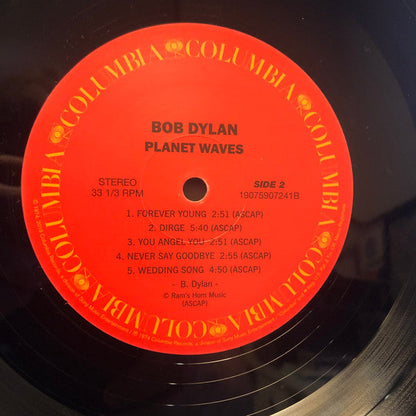 COLUMBIA COLUMBIA COLUMBIA COLUMBIA COLUMBIA COLUMBIA
BOB DYLAN
PLANET WAVES
STEREO
33 1/3 RPM
SIDE 2
19075907241B
1. FOREVER YOUNG 2:51 (ASCAP)
2. DIRGE 5:40 (ASCAP)
3. YOU ANGEL YOU 2:51 (ASCAP)
4. NEVER SAY GOODBYE 2:55 (ASCAP)
5. WEDDING SONG 4:50 (ASCAP)
- B. Dylan -
© Ram's Horn Music
(ASCAP)